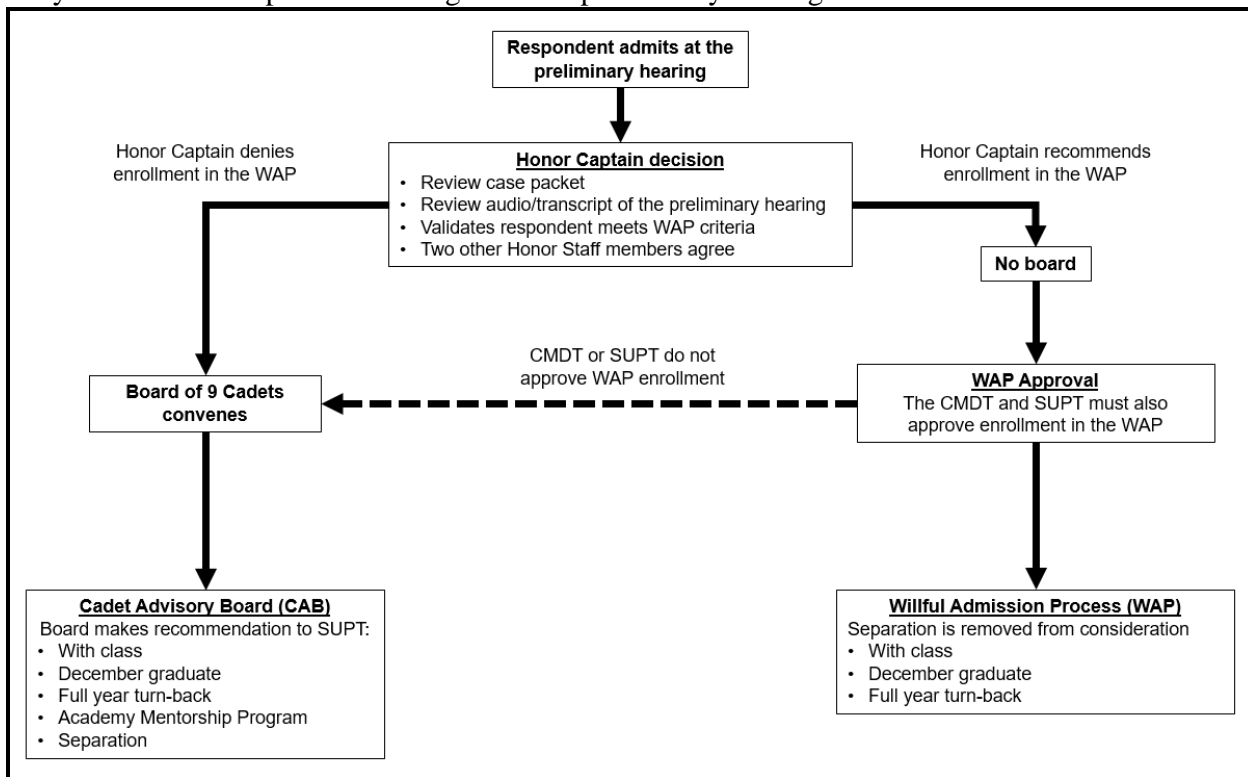 Respondent admits at the
preliminary hearing
Honor Captain denies
enrollment in the WAP
Honor Captain decision
• Review case packet
• Review audio/transcript of the preliminary hearing
• Validates respondent meets WAP criteria
• Two other Honor Staff members agree
Honor Captain recommends
enrollment in the WAP
No board
CMDT or SUPT do not
approve WAP enrollment
Board of 9 Cadets
convenes
WAP Approval
The CMDT and SUPT must also
approve enrollment in the WAP
Cadet Advisory Board (CAB)
Board makes recommendation to SUPT:
• With class
• December graduate
• Full year turn-back
• Academy Mentorship Program
• Separation
Willful Admission Process (WAP)
Separation is removed from consideration
• With class
• December graduate
• Full year turn-back